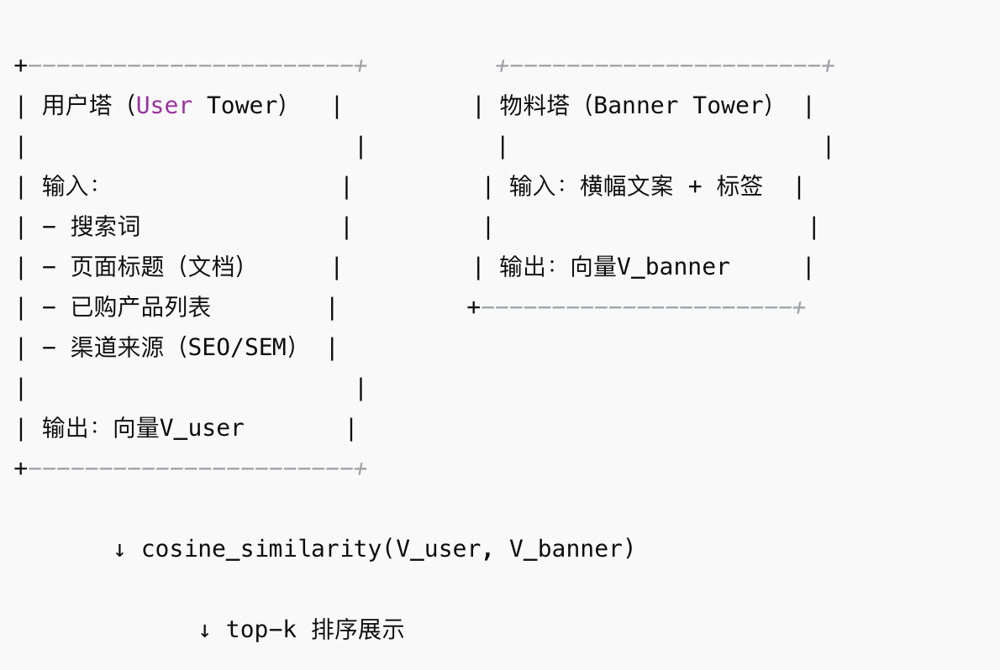 +-----------------------+         +-----------------------+
| 用户塔（User Tower）   |         | 物料塔（Banner Tower）  |
|                       |         |                       |
| 输入：                 |         | 输入：横幅文案 + 标签  |
| - 搜索词              |         |                       |
| - 页面标题（文档）      |         | 输出：向量V_banner     |
| - 已购产品列表        |         +-----------------------+
| - 渠道来源（SEO/SEM）  |
|                       |
| 输出：向量V_user       |
+-----------------------+
↓ cosine_similarity(V_user, V_banner)
↓ top-k 排序展示